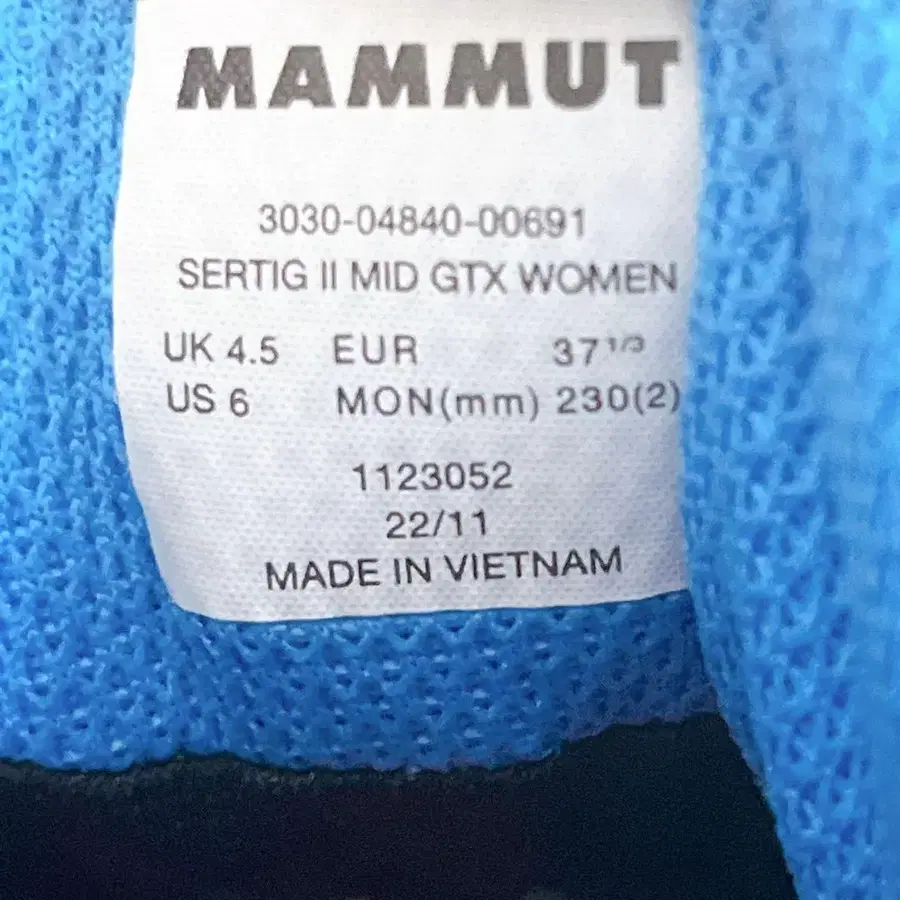 MAMMUT
3030-04840-00691
SERTIG II MID GTX WOMEN
UK 4.5 EUR 37 1/3
US 6 MON(mm) 230(2)
1123052
22/11
MADE IN VIETNAM